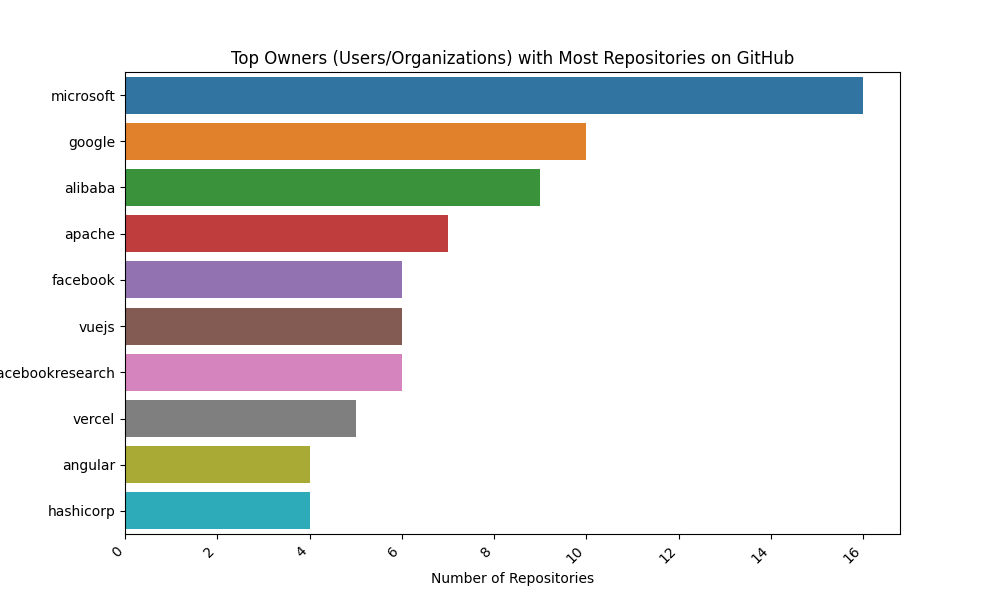 Top Owners (Users/Organizations) with Most Repositories on GitHub
microsoft
google
alibaba
apache
facebook
vuejs
acebookresearch
vercel
angular
hashicorp
0 2 4 6 8 10 12 14 16
Number of Repositories